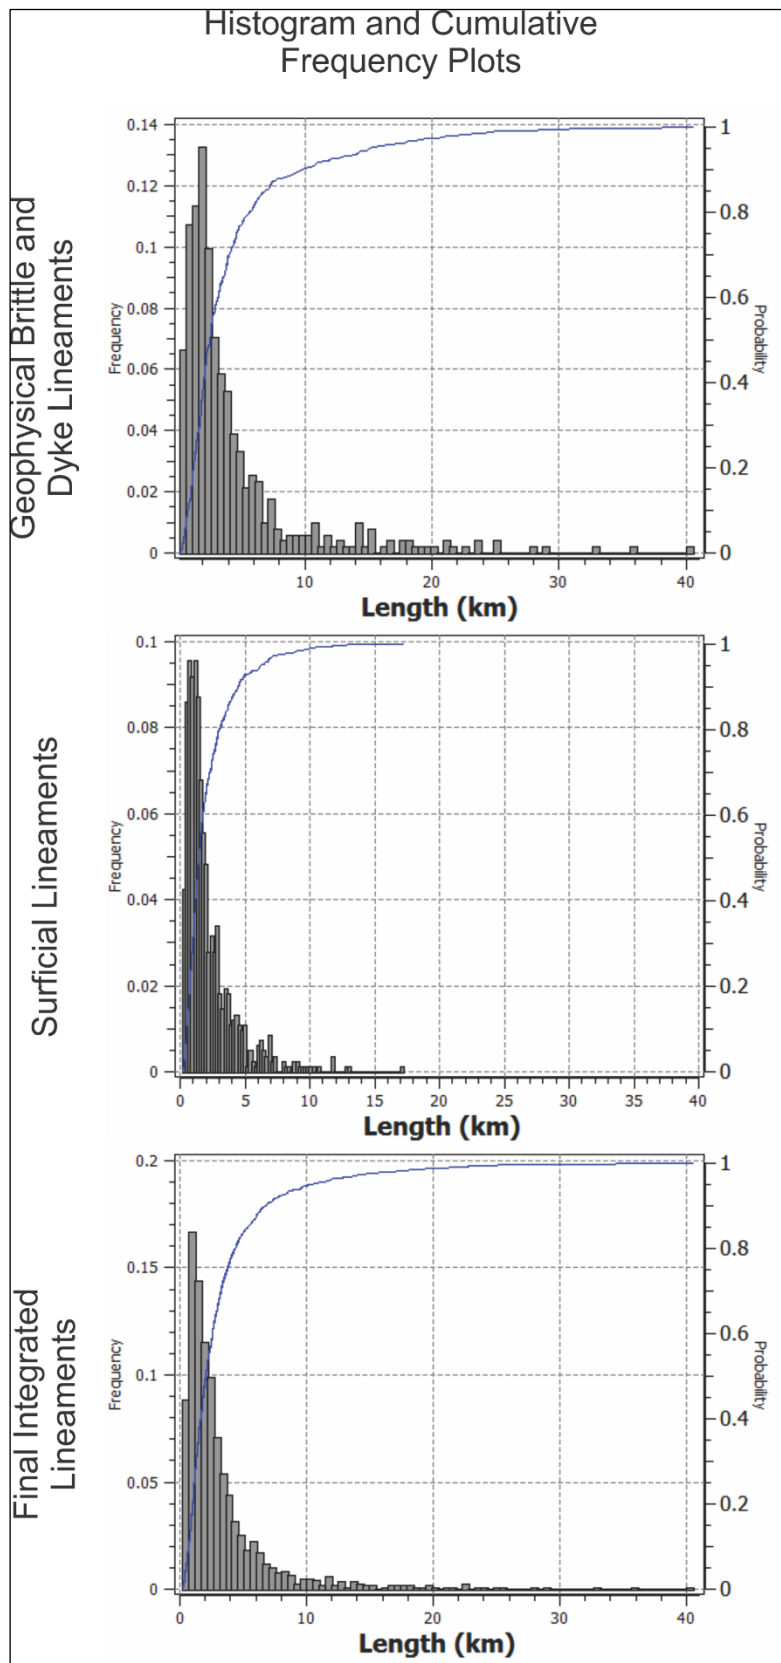 Histogram and Cumulative
Frequency Plots
Geophysical Brittle and
Dyke Lineaments
Frequency
0.14
0.12
0.1
0.08
0.06
0.04
0.02
0
Probability
1
0.8
0.6
0.4
0.2
0
10 20 30 40
Length (km)
Surficial Lineaments
Frequency
0.1
0.08
0.06
0.04
0.02
0
Probability
1
0.8
0.6
0.4
0.2
0
0 5 10 15 20 25 30 35 40
Length (km)
Final Integrated
Lineaments
Frequency
0.2
0.15
0.1
0.05
0
Probability
1
0.8
0.6
0.4
0.2
0
0 10 20 30 40
Length (km)